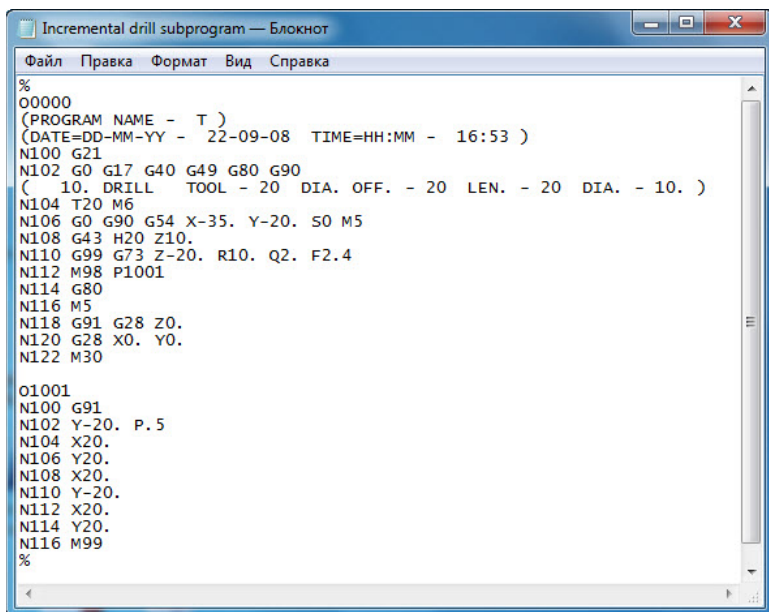 Incremental drill subprogram — Блокнот
Файл Правка Формат Вид Справка
%
O0000
(PROGRAM NAME -  T )
(DATE=DD-MM-YY -  22-09-08  TIME=HH:MM -  16:53 )
N100 G21
N102 G0 G17 G40 G49 G80 G90
(   10. DRILL   TOOL - 20  DIA. OFF. - 20  LEN. - 20  DIA. - 10. )
N104 T20 M6
N106 G0 G90 G54 X-35. Y-20. S0 M5
N108 G43 H20 Z10.
N110 G99 G73 Z-20. R10. Q2. F2.4
N112 M98 P1001
N114 G80
N116 M5
N118 G91 G28 Z0.
N120 G28 X0. Y0.
N122 M30
O1001
N100 G91
N102 Y-20. P.5
N104 X20.
N106 Y20.
N108 X20.
N110 Y-20.
N112 X20.
N114 Y20.
N116 M99
%